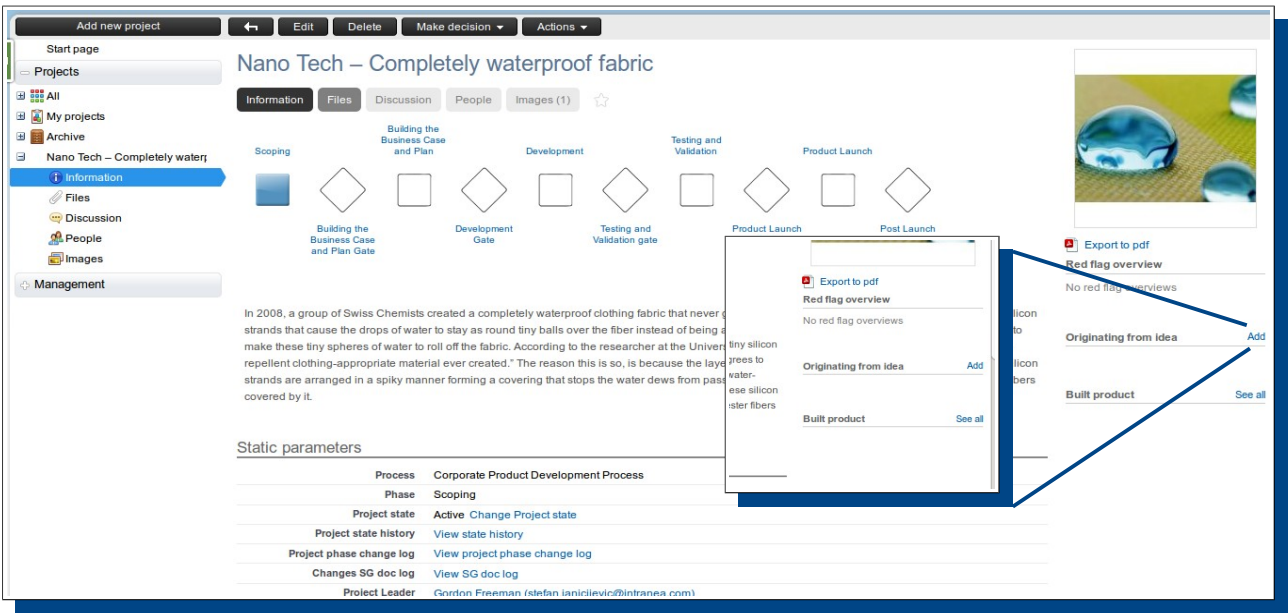 Add new project
Edit Delete Make decision Actions
Start page
Projects
All
My projects
Archive
Nano Tech – Completely waterp
Information
Files
Discussion
People
Images
Management
Nano Tech – Completely waterproof fabric
Information Files Discussion People Images (1)
Scoping
Building the
Business Case
and Plan
Development
Testing and
Validation
Product Launch
Building the
Business Case
and Plan Gate
Development
Gate
Testing and
Validation gate
Product Launch
Post Launch
In 2008, a group of Swiss Chemists created a completely waterproof clothing fabric that never
strands that cause the drops of water to stay as round tiny balls over the fiber instead of being
make these tiny spheres of water to roll off the fabric. According to the researcher at the Univer
repellent clothing-appropriate material ever created.” The reason this is so, is because the laye
strands are arranged in a spiky manner forming a covering that stops the water dews from pas
covered by it.
licon
to
licon
bers
Static parameters
Process Corporate Product Development Process
Phase Scoping
Project state Active Change Project state
Project state history View state history
Project phase change log View project phase change log
Changes SG doc log View SG doc log
Project Leader Gordon Freeman (stefan.janicijevic@intranea.com)
Export to pdf
Red flag overview
No red flag overviews
tiny silicon
grees to
water-
ese silicon
ester fibers
Originating from idea Add
Built product See all
Export to pdf
Red flag overview
No red flag overviews
Originating from idea Add
Built product See all